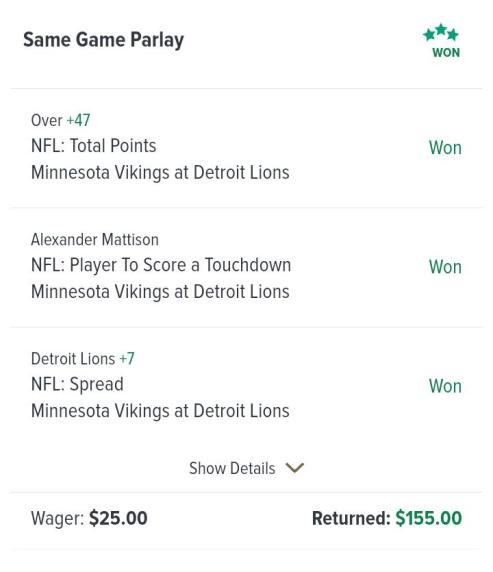 Same Game Parlay
WON
Over +47
NFL: Total Points
Won
Minnesota Vikings at Detroit Lions
Alexander Mattison
NFL: Player To Score a Touchdown
Won
Minnesota Vikings at Detroit Lions
Detroit Lions +7
NFL: Spread
Won
Minnesota Vikings at Detroit Lions
Show Details
Wager: $25.00
Returned: $155.00